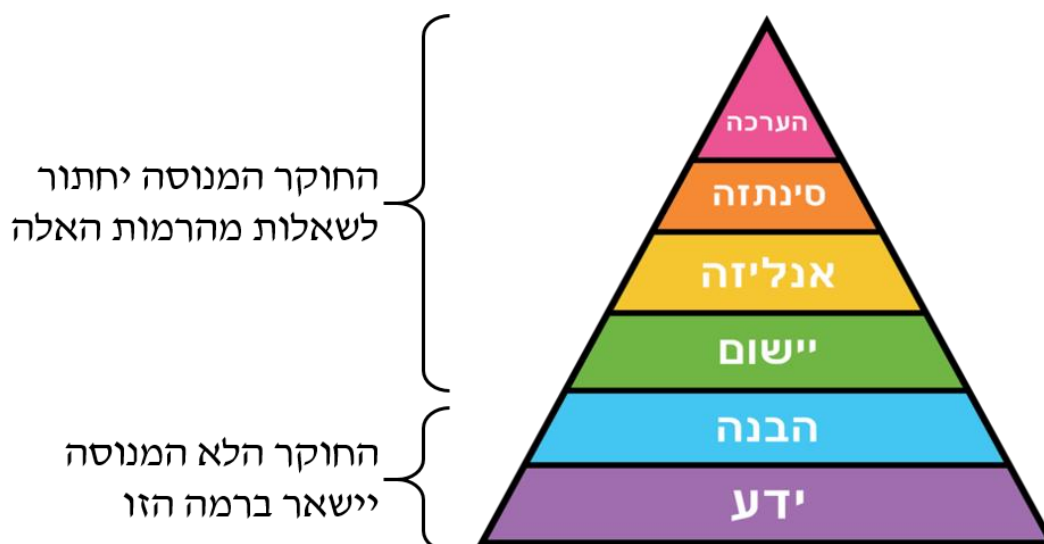 הערכה
סינתזה
אנליזה
יישום
הבנה
ידע
החוקר המנוסה יחתור
לשאלות מהרמות האלה
החוקר הלא המנוסה
יישאר ברמה הזו